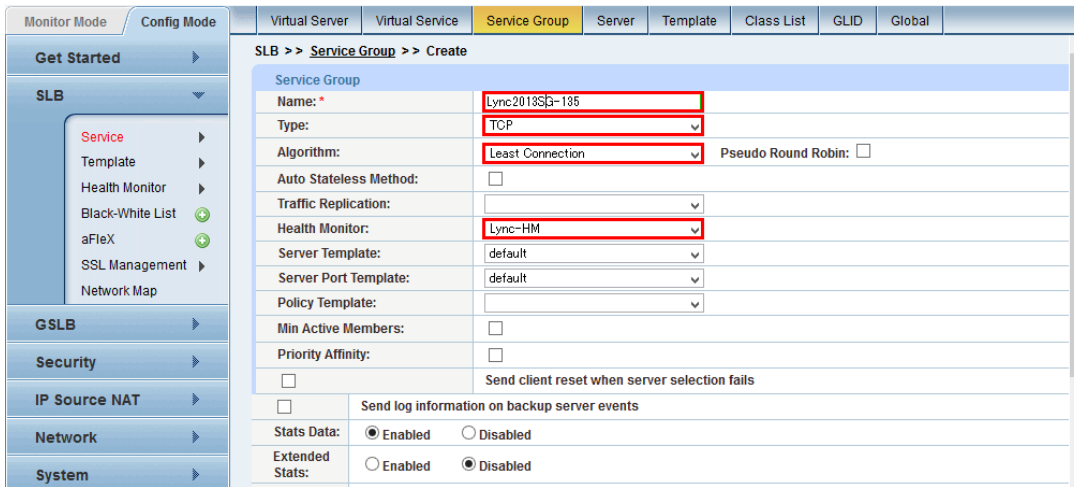 Monitor Mode Config Mode Virtual Server Virtual Service Service Group Server Template Class List GLID Global
Get Started
SLB
Service
Template
Health Monitor
Black-White List
aFleX
SSL Management
Network Map
GSLB
Security
IP Source NAT
Network
System
SLB >> Service Group >> Create
Service Group
Name: * Lync2013SG-135
Type: TCP
Algorithm: Least Connection Pseudo Round Robin:
Auto Stateless Method:
Traffic Replication:
Health Monitor: Lync-HM
Server Template: default
Server Port Template: default
Policy Template:
Min Active Members:
Priority Affinity:
Send client reset when server selection fails
Send log information on backup server events
Stats Data: Enabled Disabled
Extended
Stats: Enabled Disabled